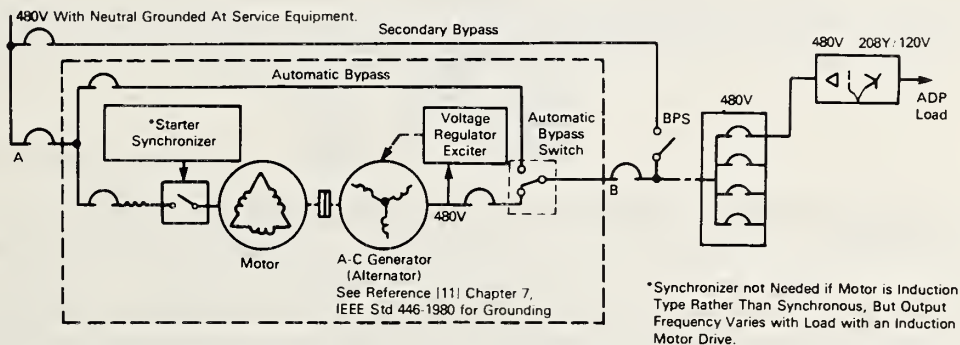 480V With Neutral Grounded At Service Equipment.
Secondary Bypass
480V 208Y/120V
Automatic Bypass
480V
ADP
Load
*Starter
Synchronizer
Voltage
Regulator
Exciter
Automatic
Bypass
Switch
BPS
A
B
480V
Motor
A-C Generator
(Alternator)
See Reference [11] Chapter 7,
IEEE Std 446-1980 for Grounding
*Synchronizer not Needed if Motor is Induction
Type Rather Than Synchronous, But Output
Frequency Varies with Load with an Induction
Motor Drive.